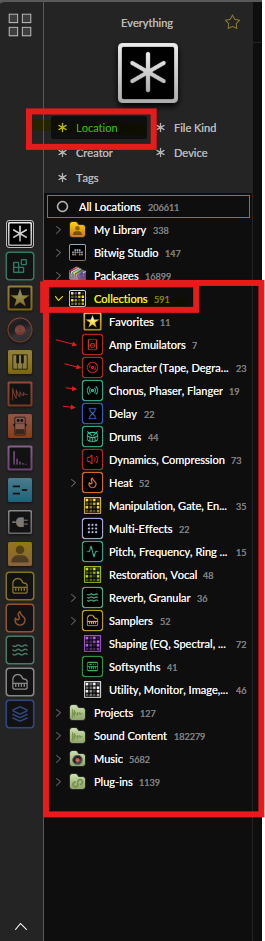 Everything
Location
File Kind
Creator
Device
Tags
All Locations 206611
My Library 338
Bitwig Studio 147
Packages 16899
Collections 591
Favorites 11
Amp Emuilators 7
Character (Tape, Degra... 23
Chorus, Phaser, Flanger 19
Delay 22
Drums 44
Dynamics, Compression 73
Heat 52
Manipulation, Gate, En... 35
Multi-Effects 22
Pitch, Frequency, Ring ... 15
Restoration, Vocal 48
Reverb, Granular 36
Samplers 52
Shaping (EQ, Spectral, ... 72
Softsynths 41
Utility, Monitor, Image,... 46
Projects 127
Sound Content 182279
Music 5682
Plug-ins 1139